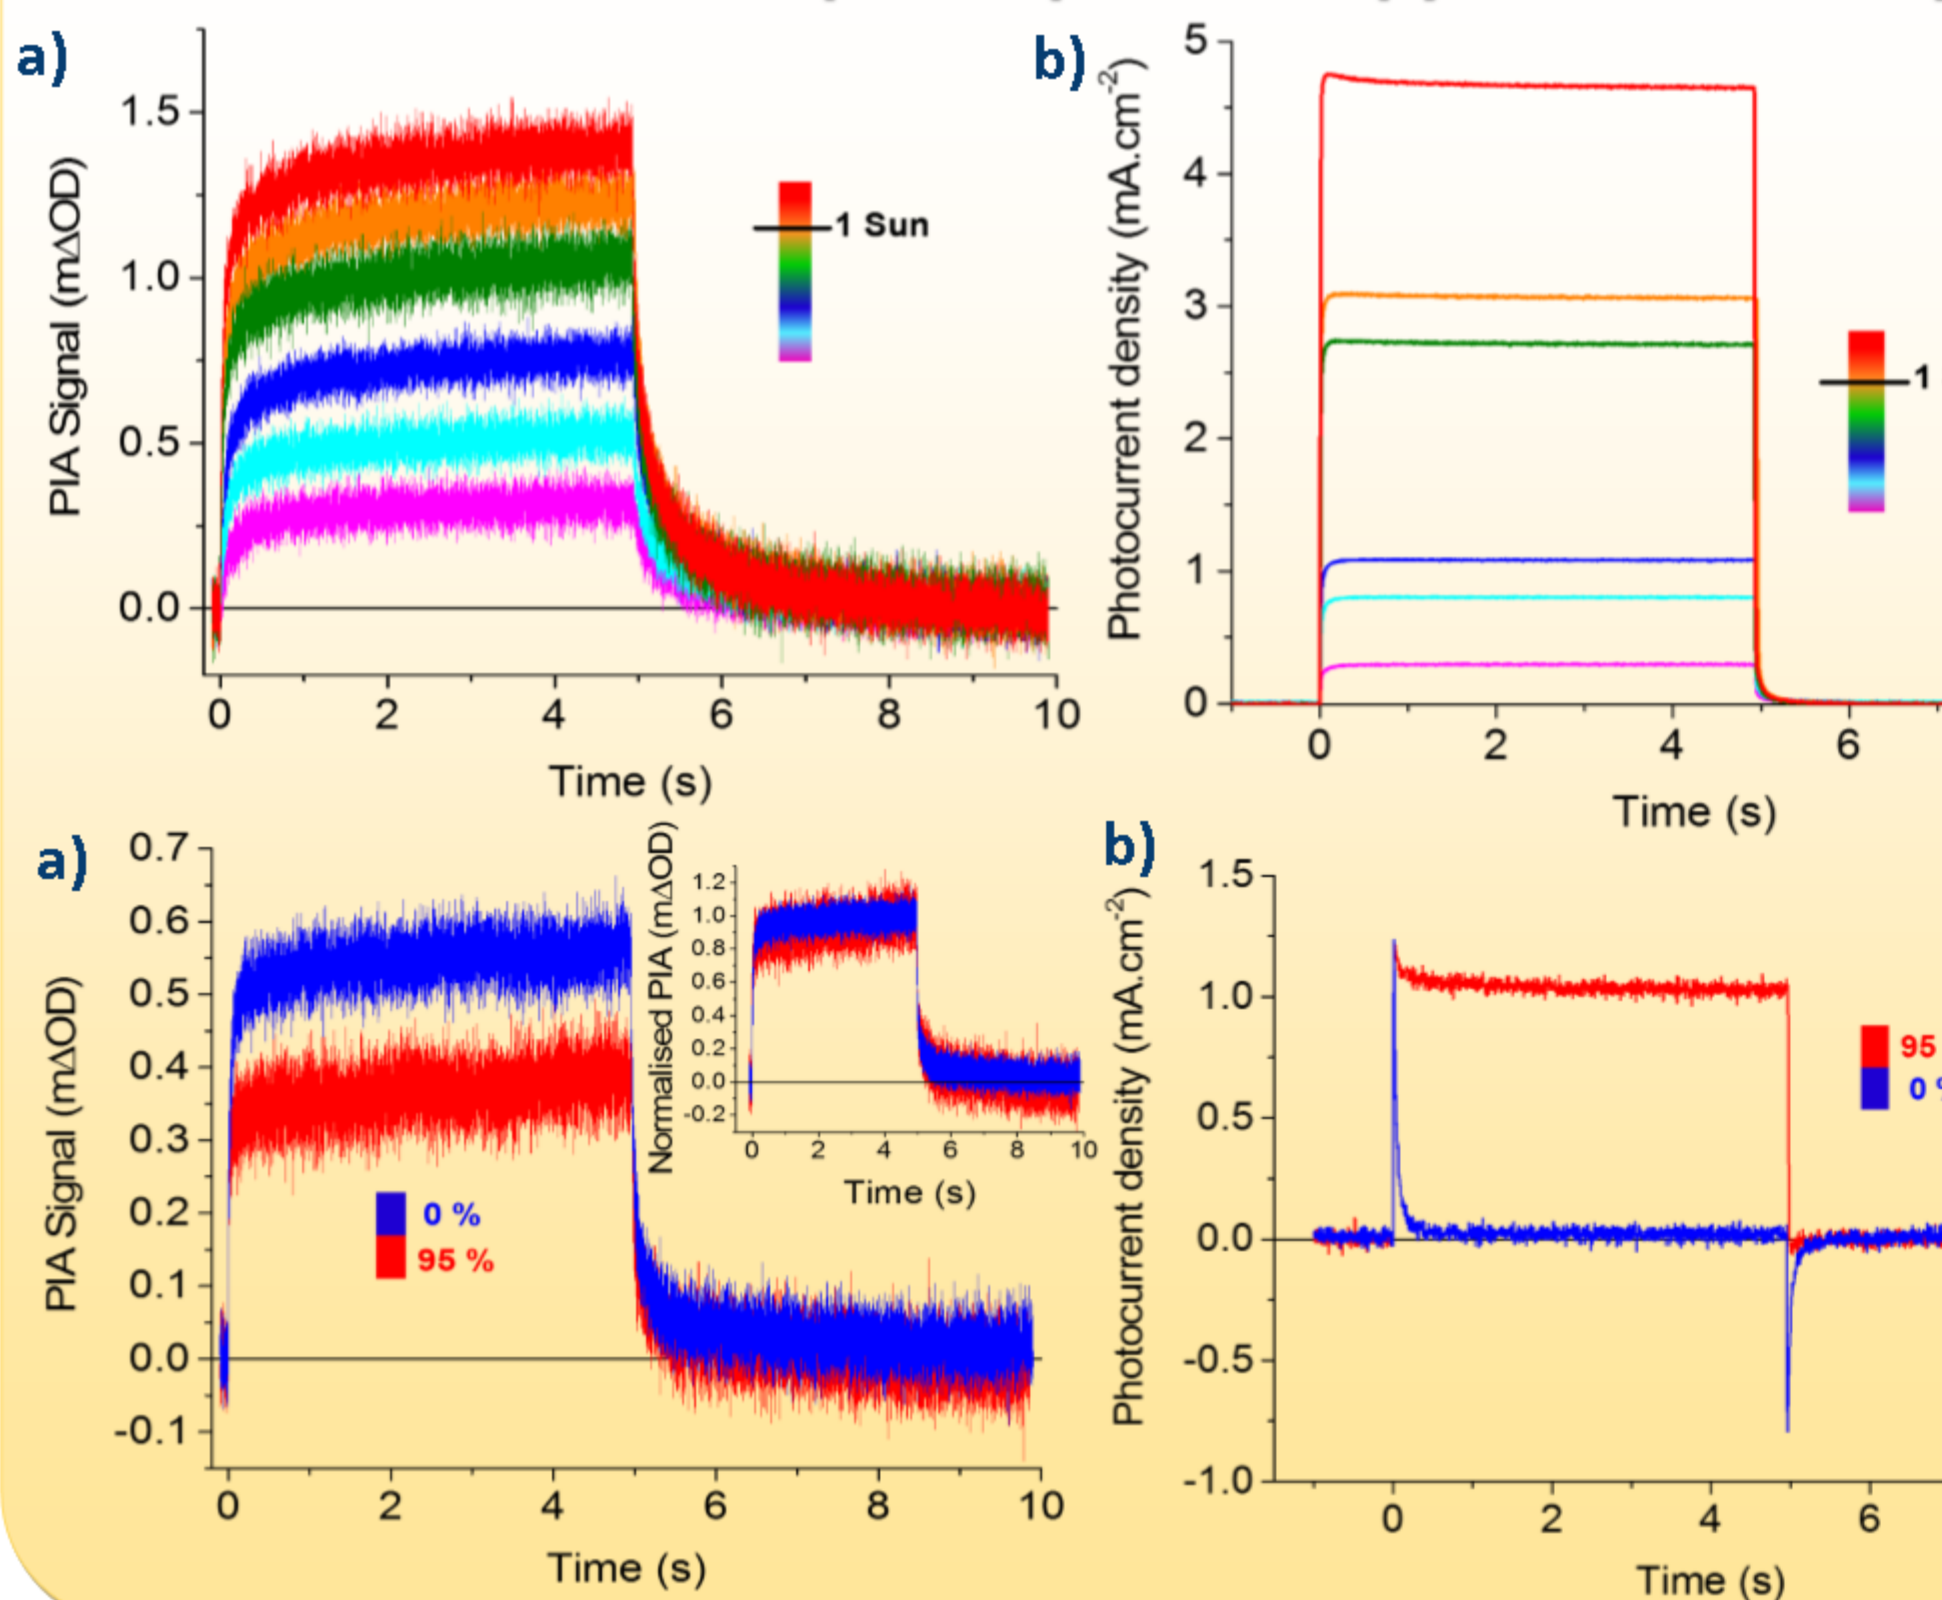 a)
PIA Signal (mΔOD)
1.5
1.0
0.5
0.0
0 2 4 6 8 10
Time (s)
1 Sun
b)
Photocurrent density (mA.cm-2)
5
4
3
2
1
0
0 2 4 6
Time (s)
1
a)
PIA Signal (mΔOD)
0.7
0.6
0.5
0.4
0.3
0.2
0.1
0.0
-0.1
0 2 4 6 8 10
Time (s)
0 %
95 %
Normalised PIA (mΔOD)
1.2
1.0
0.8
0.6
0.4
0.2
0.0
-0.2
0 2 4 6 8 10
Time (s)
b)
Photocurrent density (mA.cm-2)
1.5
1.0
0.5
0.0
-0.5
-1.0
0 2 4 6
Time (s)
95
0 %